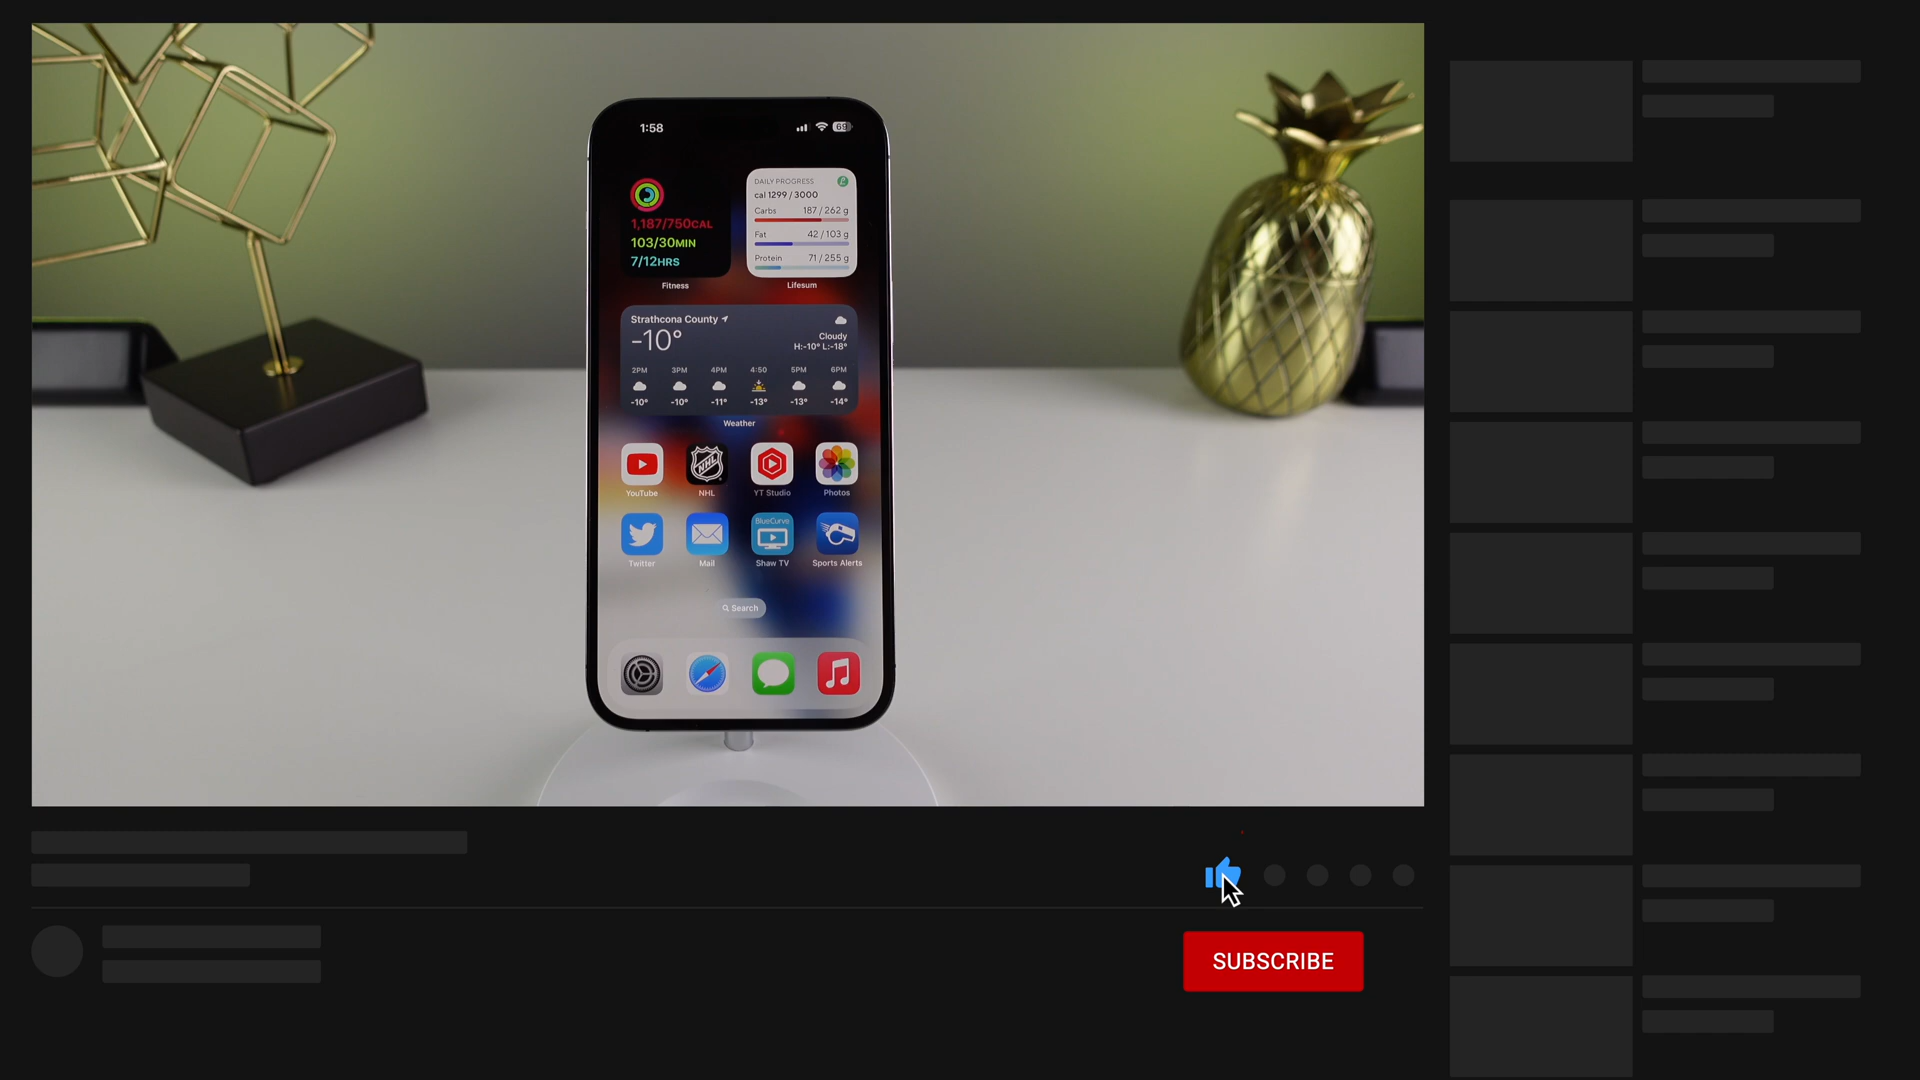 1:58
69
1,187/750CAL
103/30MIN
7/12HRS
Fitness
DAILY PROGRESS
cal 1299 / 3000
Carbs 187 / 262 g
Fat 42 / 103 g
Protein 71 / 255 g
Lifesum
Strathcona County
-10°
Cloudy
H:-10° L:-18°
2PM 3PM 4PM 4:50 5PM 6PM
-10° -10° -11° -13° -13° -14°
Weather
NHL
YouTube NHL YT Studio Photos
BlueCurve
Twitter Mail Shaw TV Sports Alerts
Search
SUBSCRIBE